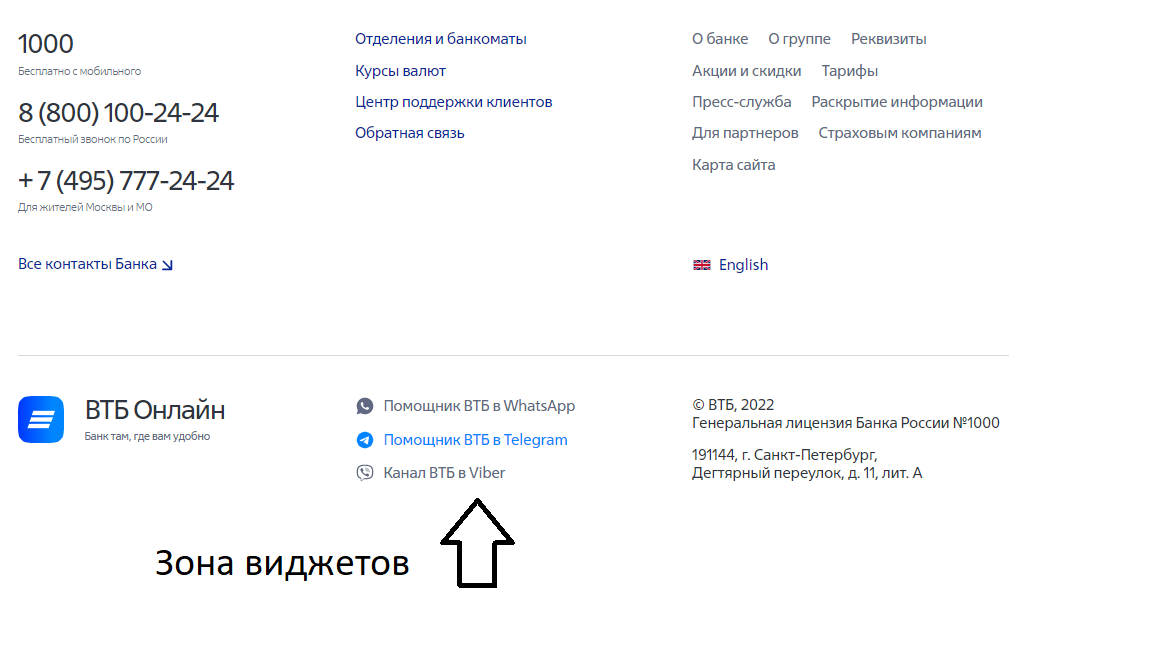 1000
Бесплатно с мобильного
8 (800) 100-24-24
Бесплатный звонок по России
+ 7 (495) 777-24-24
Для жителей Москвы и МО
Все контакты Банка
Отделения и банкоматы
Курсы валют
Центр поддержки клиентов
Обратная связь
О банке О группе Реквизиты
Акции и скидки Тарифы
Пресс-служба Раскрытие информации
Для партнеров Страховым компаниям
Карта сайта
English
ВТБ Онлайн
Банк там, где вам удобно
Помощник ВТБ в WhatsApp
Помощник ВТБ в Telegram
Канал ВТБ в Viber
© ВТБ, 2022
Генеральная лицензия Банка России №1000
191144, г. Санкт-Петербург,
Дегтярный переулок, д. 11, лит. А
Зона виджетов